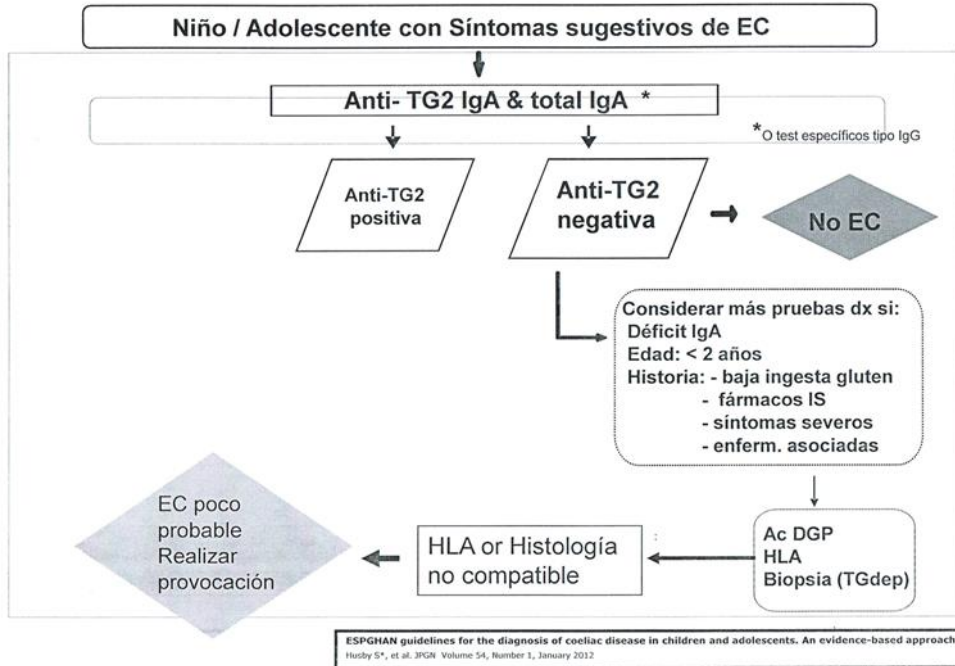 Niño / Adolescente con Síntomas sugestivos de EC
Anti- TG2 IgA & total IgA *
*O test específicos tipo IgG
Anti-TG2
positiva
Anti-TG2
negativa
No EC
Considerar más pruebas dx si:
Déficit IgA
Edad: < 2 años
Historia: - baja ingesta gluten
- fármacos IS
- síntomas severos
- enferm. asociadas
Ac DGP
HLA
Biopsia (TGdep)
HLA or Histología
no compatible
EC poco
probable
Realizar
provocación
ESPGHAN guidelines for the diagnosis of coeliac disease in children and adolescents. An evidence-based approach
Husby S*, et al. JPGN Volume 54, Number 1, January 2012